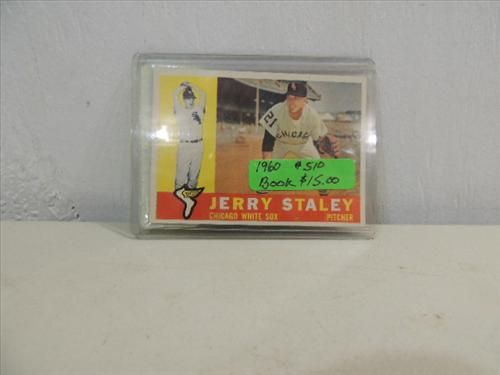 21
CHICAGO
1960 #510
Book $15.00
JERRY STALEY
CHICAGO WHITE SOX PITCHER